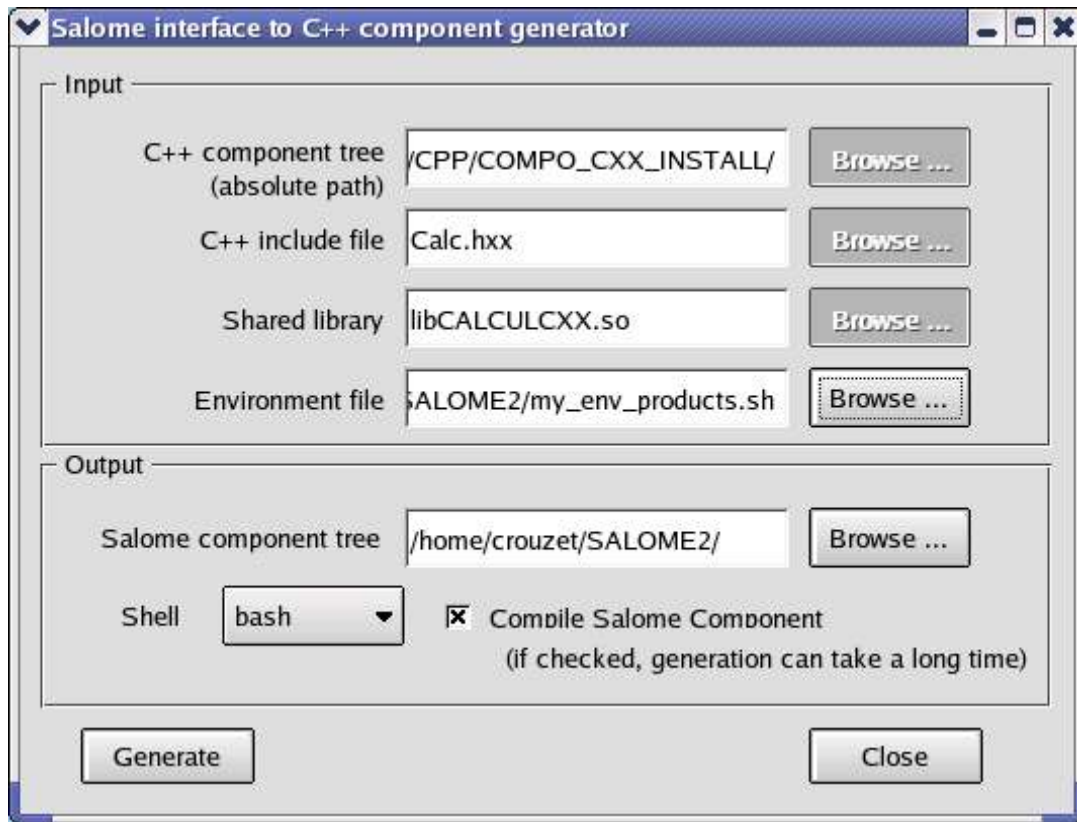 Salome interface to C++ component generator
Input
C++ component tree /CPP/COMPO_CXX_INSTALL/ Browse ...
(absolute path)
C++ include file Calc.hxx Browse ...
Shared library libCALCULCXX.so Browse ...
Environment file SALOME2/my_env_products.sh Browse ...
Output
Salome component tree /home/crouzet/SALOME2/ Browse ...
Shell bash Compile Salome Component
(if checked, generation can take a long time)
Generate Close